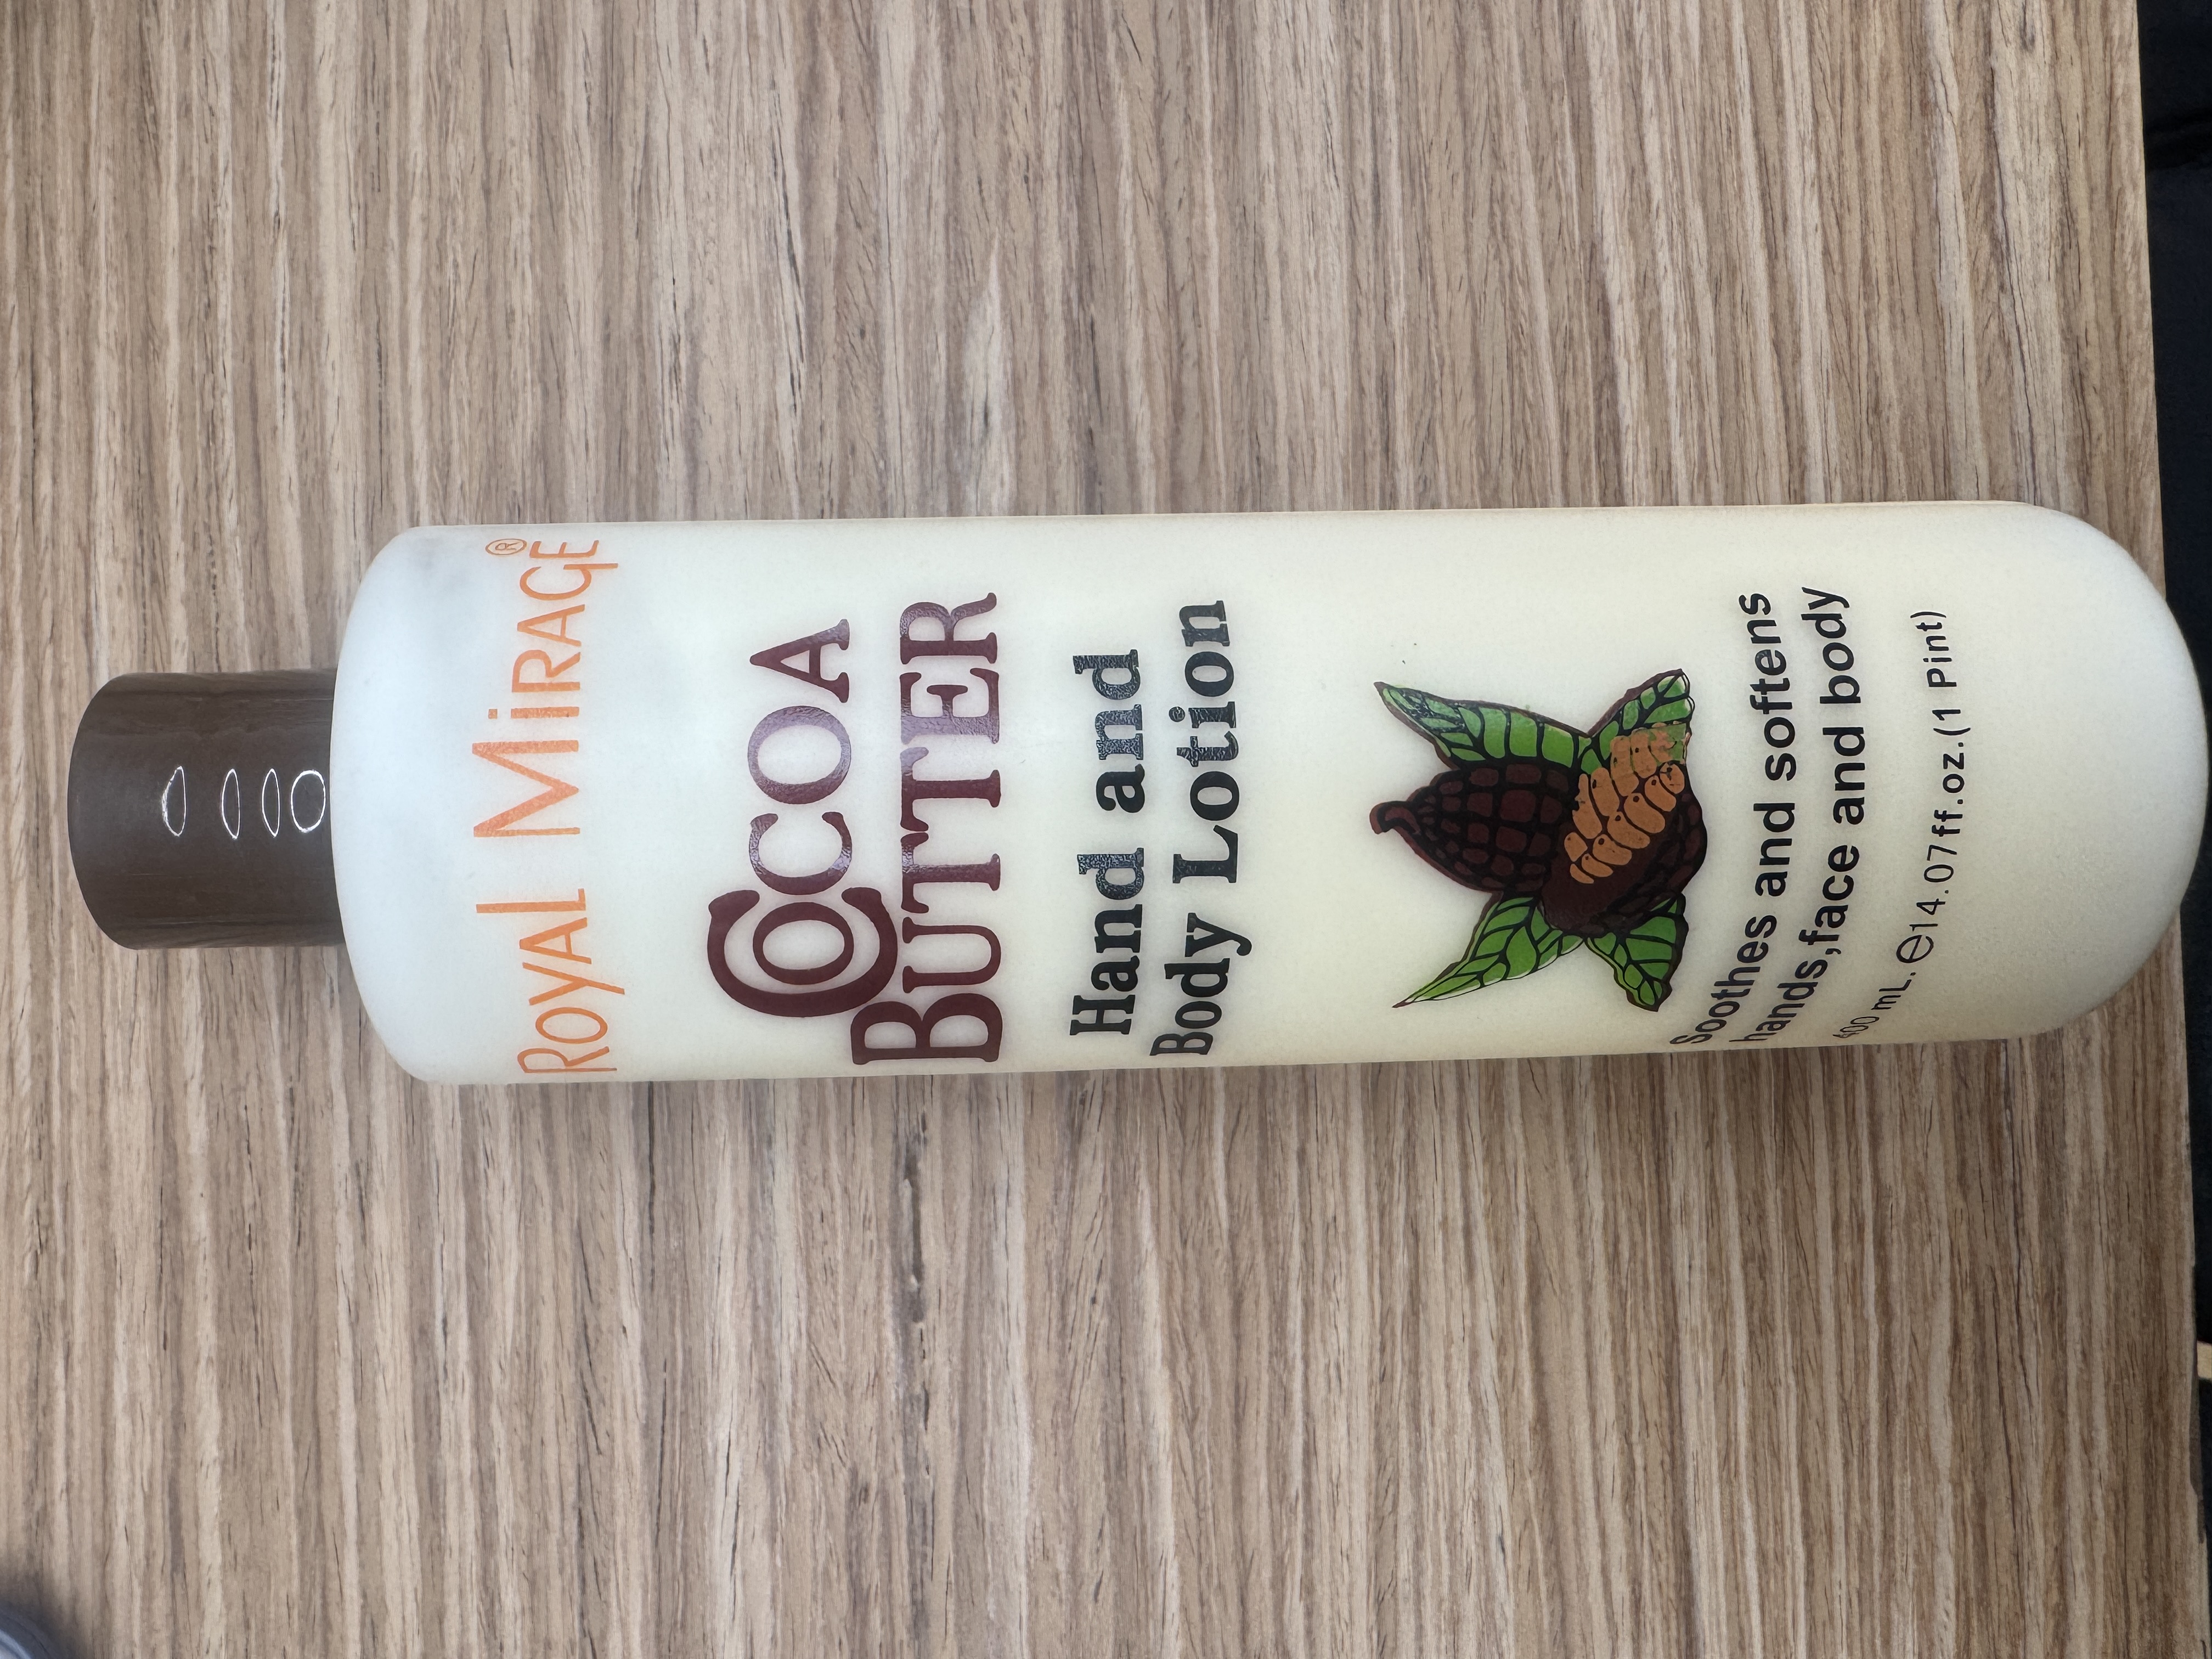 ROYAL MiRAGE®
COCOA
BUTTER
Hand and
Body Lotion
Soothes and softens
hands,face and body
400 mL. ℮14.07ff.oz.(1 Pint)